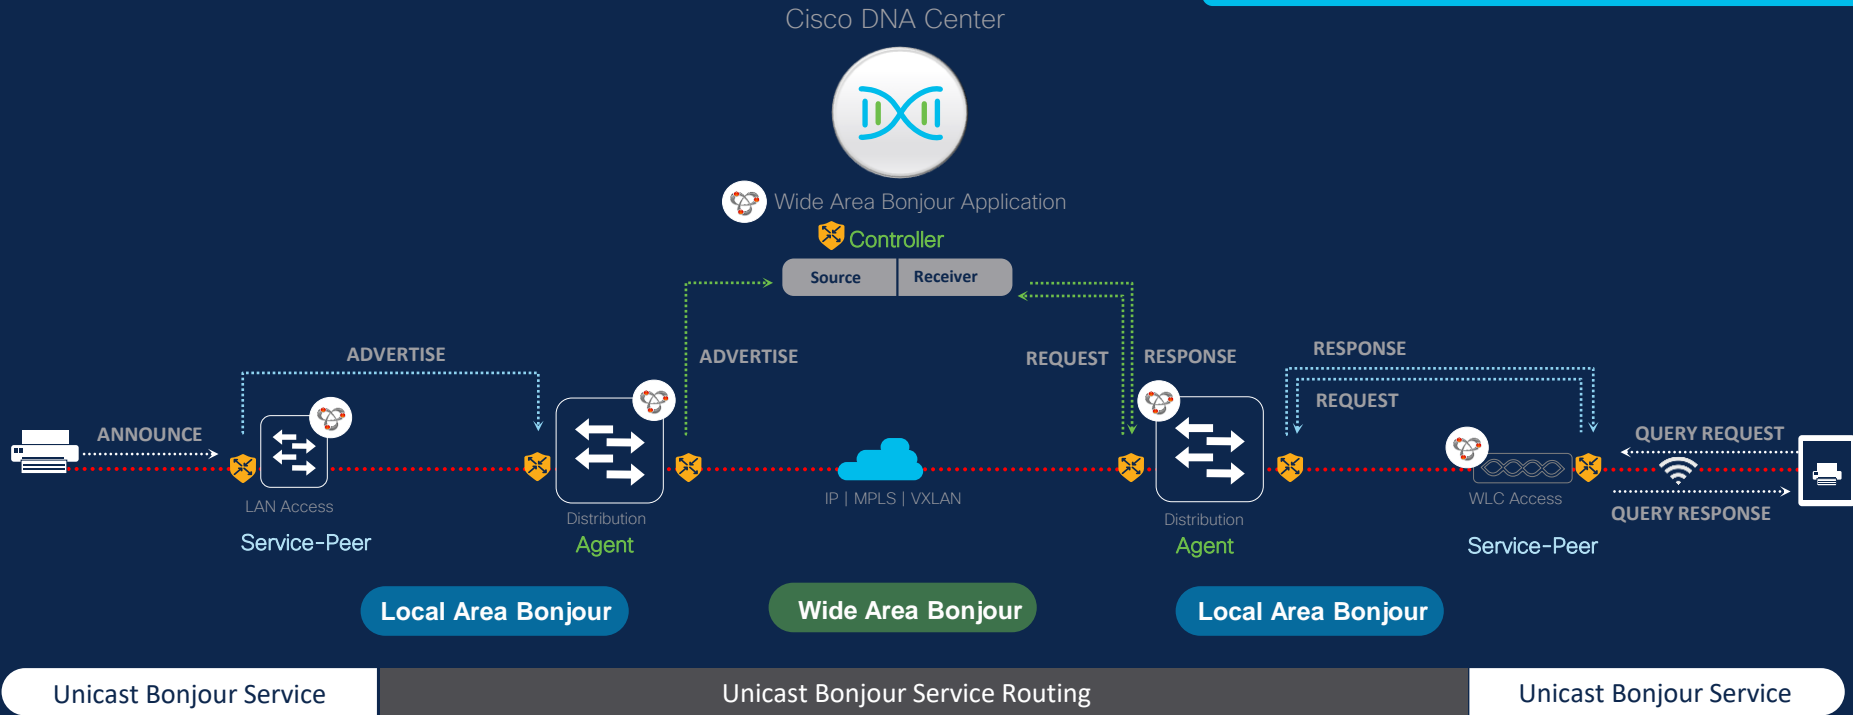 Cisco DNA Center
Wide Area Bonjour Application
Controller
Source
Receiver
ADVERTISE
ADVERTISE
REQUEST
RESPONSE
RESPONSE
REQUEST
ANNOUNCE
QUERY REQUEST
QUERY RESPONSE
LAN Access
Service-Peer
Distribution
Agent
IP | MPLS | VXLAN
Distribution
Agent
WLC Access
Service-Peer
Local Area Bonjour
Wide Area Bonjour
Local Area Bonjour
Unicast Bonjour Service
Unicast Bonjour Service Routing
Unicast Bonjour Service